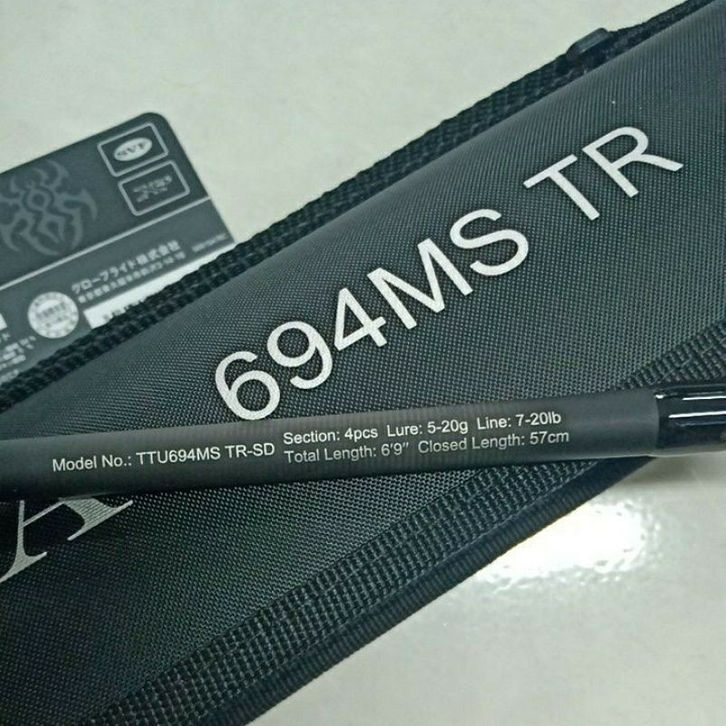 SVF
グローブライド株式会社
694MS TR
Model No.: TTU694MS TR-SD
Section: 4pcs Lure: 5-20g Line: 7-20lb
Total Length: 6'9" Closed Length: 57cm
A